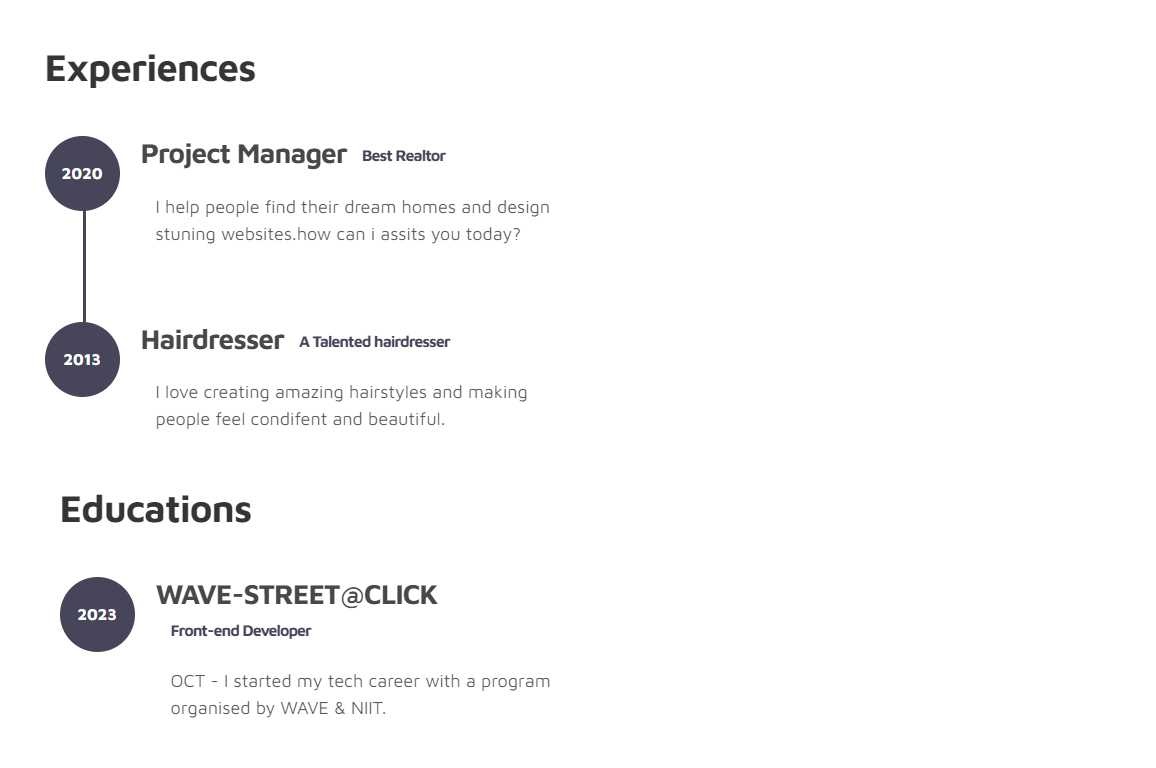 Experiences
2020
Project Manager Best Realtor
I help people find their dream homes and design
stuning websites.how can i assits you today?
2013
Hairdresser A Talented hairdresser
I love creating amazing hairstyles and making
people feel condifent and beautiful.
Educations
2023
WAVE-STREET@CLICK
Front-end Developer
OCT - I started my tech career with a program
organised by WAVE & NIIT.